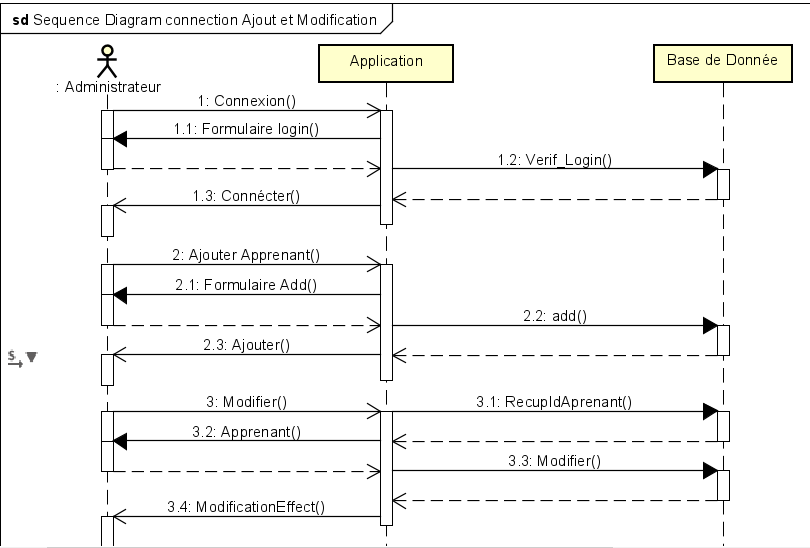 sd Sequence Diagram connection Ajout et Modification
: Administrateur
Application
Base de Donnée
1: Connexion()
1.1: Formulaire login()
1.2: Verif_Login()
1.3: Connécter()
2: Ajouter Apprenant()
2.1: Formulaire Add()
2.2: add()
2.3: Ajouter()
3: Modifier()
3.1: RecupIdAprenant()
3.2: Apprenant()
3.3: Modifier()
3.4: ModificationEffect()